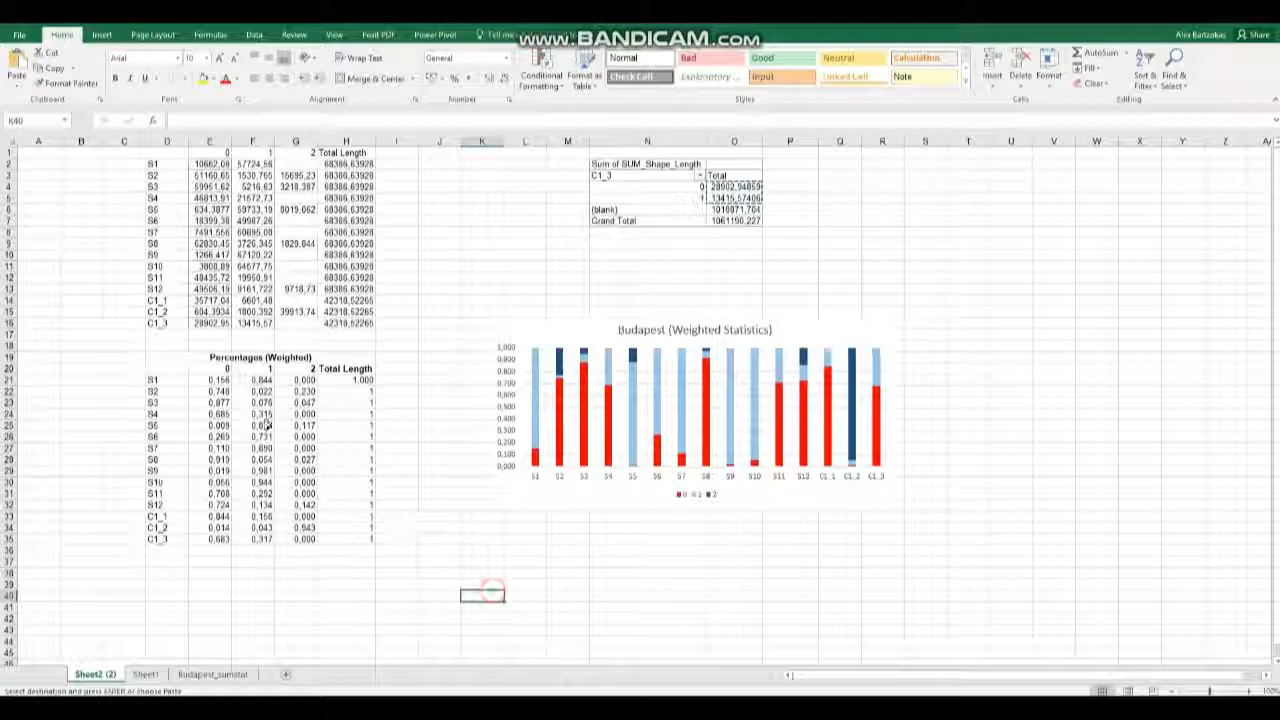 www.BANDICAM.com
File Home Insert Page Layout Formulas Data Review View Foxit PDF Power Pivot Tell me
Alex Bartzokas Share
Cut
Copy
Format Painter
Paste
Arial 10
B I U
Wrap Text
Merge & Center
General
Conditional Formatting
Format as Table
Normal Bad Good Neutral Calculation
Check Cell Explanatory ... Input Linked Cell Note
Insert Delete Format
AutoSum
Fill
Clear
Sort & Filter
Find & Select
Clipboard Font Alignment Number Styles Cells Editing
K40 fx
A B C D E F G H I J K L M N O P Q R S T U V W X Y Z
0 1 2 Total Length
S1 10662,08 57724,56 68386,63928
S2 51160,65 1530,765 15695,23 68386,63928
S3 59951,62 5216,63 3218,387 68386,63928
S4 46813,91 21572,73 68386,63928
S5 634,3877 59733,19 8019,062 68386,63928
S6 18399,38 49987,26 68386,63928
S7 7491,556 60895,08 68386,63928
S8 62830,45 3726,345 1829,844 68386,63928
S9 1266,417 67120,22 68386,63928
S10 3808,89 64577,75 68386,63928
S11 48435,72 19950,91 68386,63928
S12 49506,19 9161,722 9718,73 68386,63928
C1_1 35717,04 6601,48 42318,52265
C1_2 604,3934 1800,392 39913,74 42318,52265
C1_3 28902,95 13415,57 42318,52265
Sum of SUM_Shape_Length
C1_3 Total
0 28902,94859
1 13415,57406
(blank) 1018871,704
Grand Total 1061190,227
Percentages (Weighted)
0 1 2 Total Length
S1 0,156 0,844 0,000 1,000
S2 0,748 0,022 0,230 1
S3 0,877 0,076 0,047 1
S4 0,685 0,315 0,000 1
S5 0,009 0,117 1
S6 0,269 0,731 0,000 1
S7 0,110 0,890 0,000 1
S8 0,919 0,054 0,027 1
S9 0,019 0,981 0,000 1
S10 0,056 0,944 0,000 1
S11 0,708 0,292 0,000 1
S12 0,724 0,134 0,142 1
C1_1 0,844 0,156 0,000 1
C1_2 0,014 0,043 0,943 1
C1_3 0,683 0,317 0,000 1
Budapest (Weighted Statistics)
1,000
0,900
0,800
0,700
0,600
0,500
0,400
0,300
0,200
0,100
0,000
S1 S2 S3 S4 S5 S6 S7 S8 S9 S10 S11 S12 C1_1 C1_2 C1_3
0 1 2
Sheet2 (2) Sheet1 Budapest_sumstat
Select destination and press ENTER or choose Paste
100%